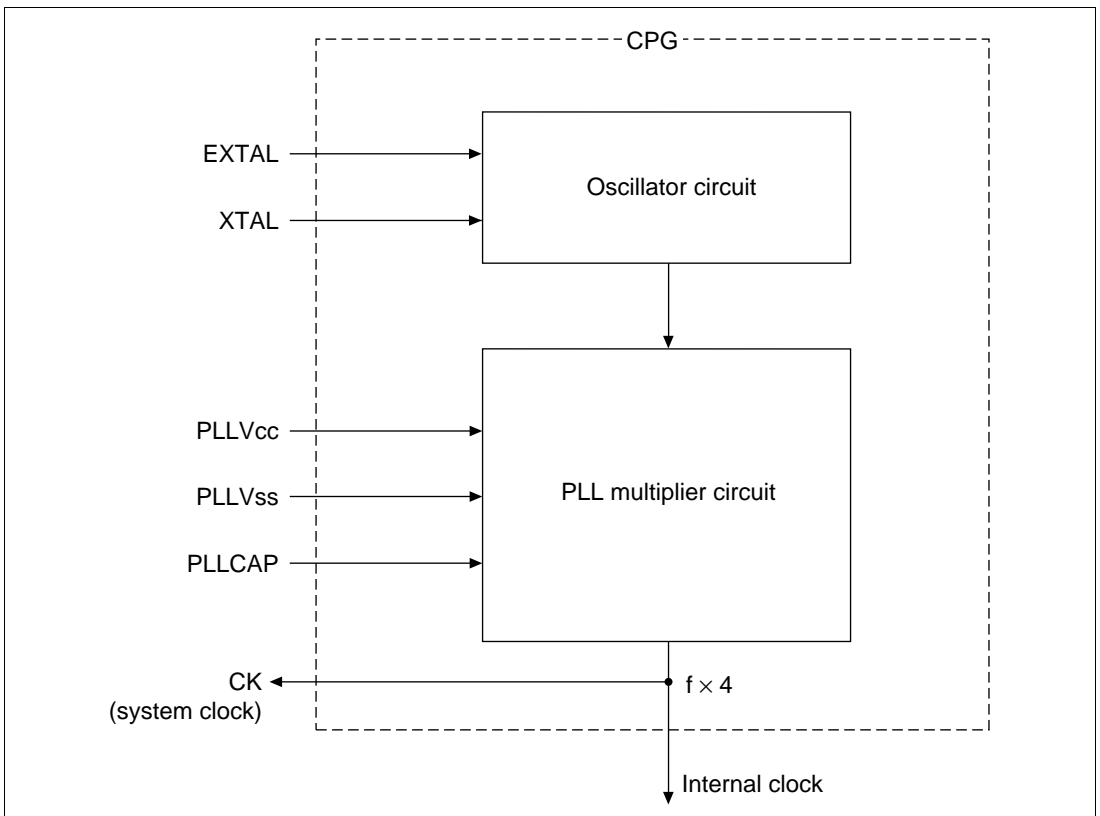 CPG
EXTAL
Oscillator circuit
XTAL
PLLVcc
PLLVss
PLL multiplier circuit
PLLCAP
CK
(system clock)
f × 4
Internal clock